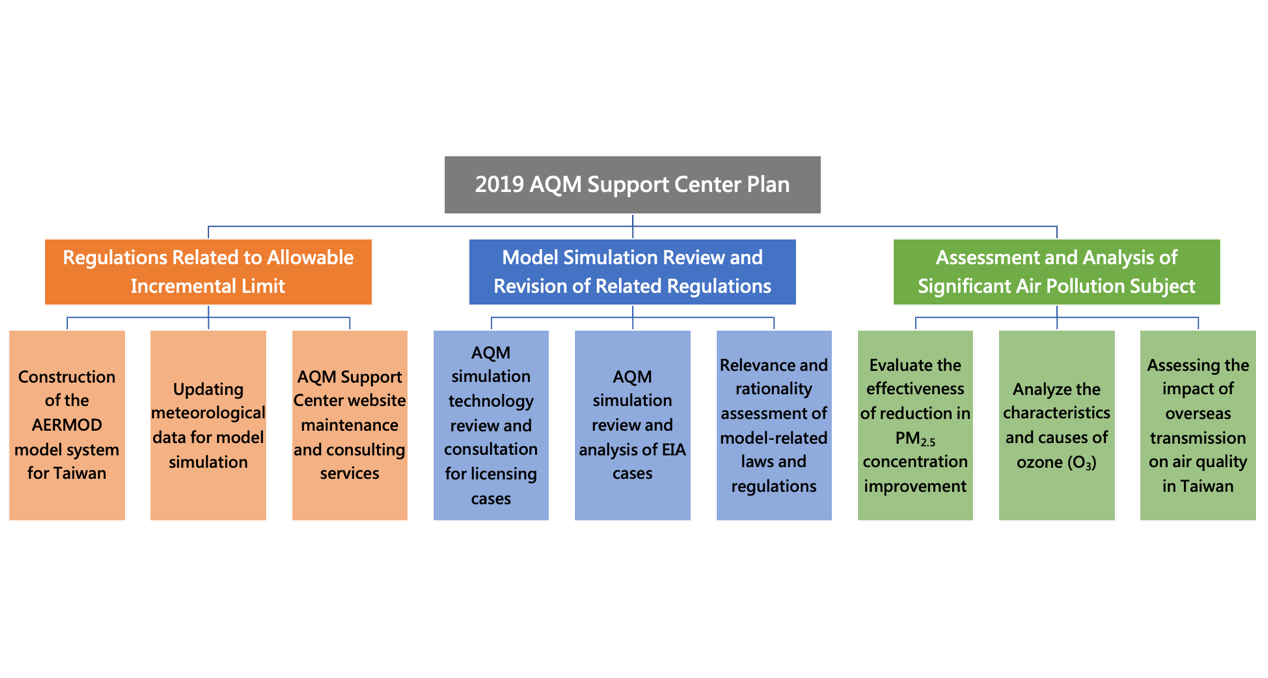 2019 AQM Support Center Plan
Regulations Related to Allowable
Incremental Limit
Model Simulation Review and
Revision of Related Regulations
Assessment and Analysis of
Significant Air Pollution Subject
Construction
of the
AERMOD
model system
for Taiwan
Updating
meteorological
data for model
simulation
AQM Support
Center website
maintenance
and consulting
services
AQM
simulation
technology
review and
consultation
for licensing
cases
AQM
simulation
review and
analysis of EIA
cases
Relevance and
rationality
assessment of
model-related
laws and
regulations
Evaluate the
effectiveness
of reduction in
PM₂.₅
concentration
improvement
Analyze the
characteristics
and causes of
ozone (O₃)
Assessing the
impact of
overseas
transmission
on air quality
in Taiwan